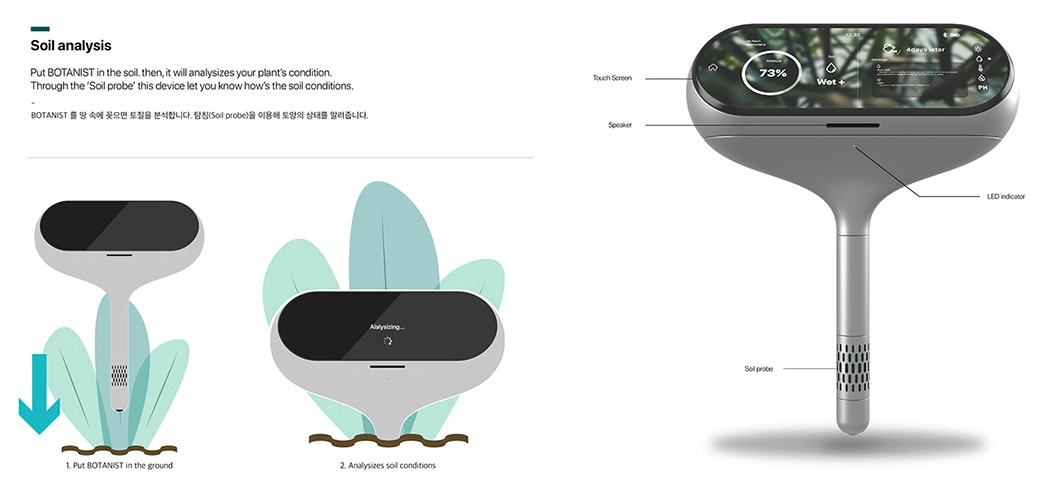 Soil analysis
Put BOTANIST in the soil. then, it will analysizes your plant's condition.
Through the 'Soil probe' this device let you know how's the soil conditions.
-
BOTANIST 를 땅 속에 꽂으면 토질을 분석합니다. 탐침(Soil probe)을 이용해 토양의 상태를 알려줍니다.
Alalysizing...
1. Put BOTANIST in the ground
2. Analysizes soil conditions
Touch Screen
Speaker
LED indicator
Soil probe
12:32
73%
Wet +
4days later
PH